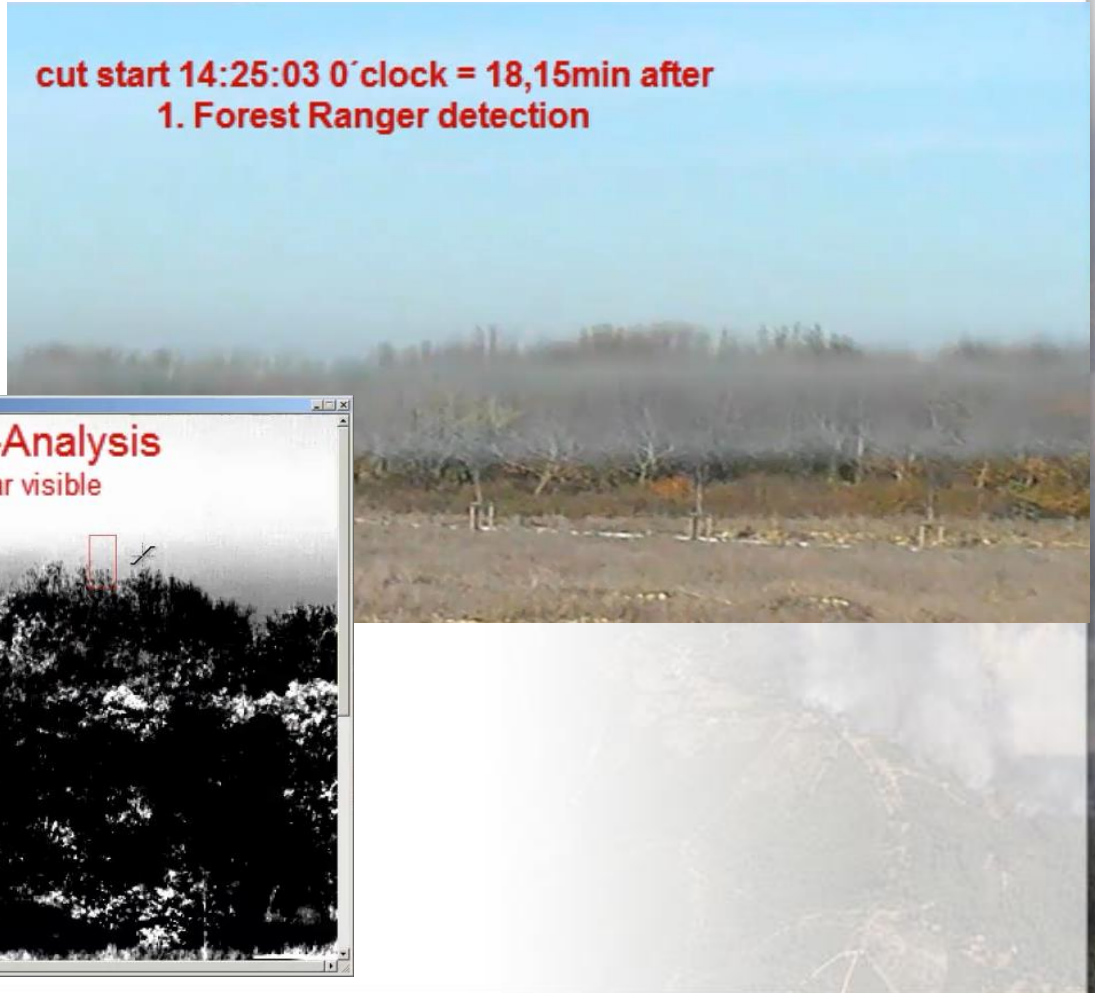 cut start 14:25:03 0´clock = 18,15min after
1. Forest Ranger detection
-Analysis
visible